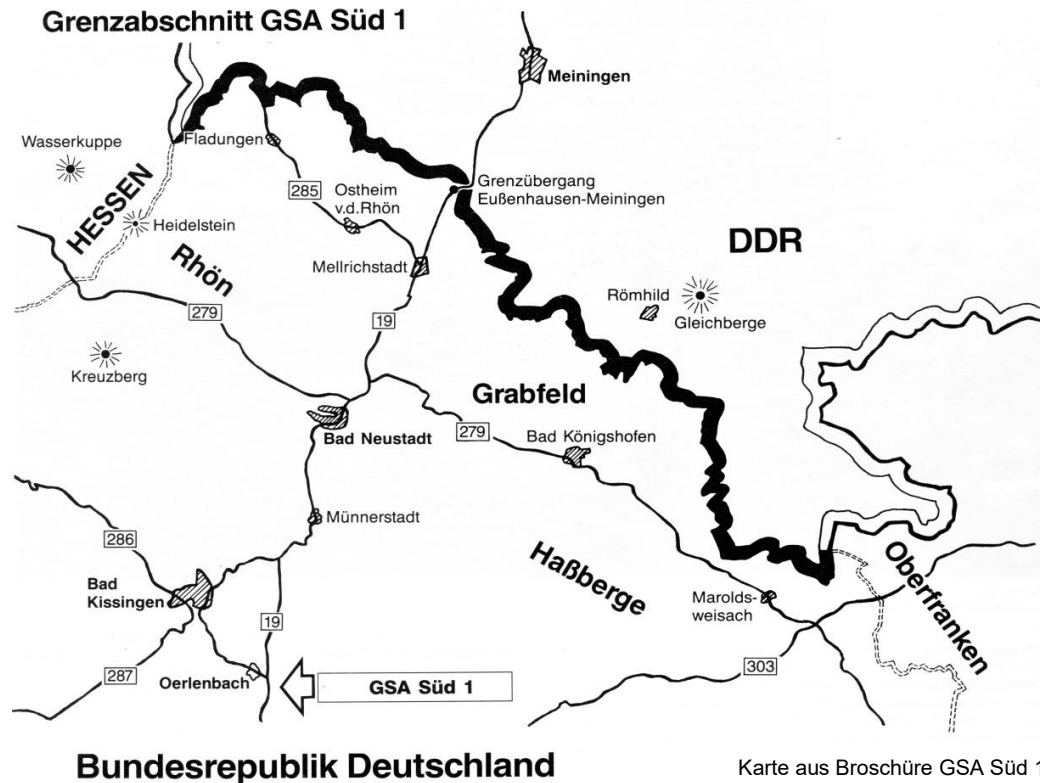 Grenzabschnitt GSA Süd 1
Meiningen
Wasserkuppe
Fladungen
HESSEN
285
Ostheim
v.d.Rhön
Grenzübergang
Eußenhausen-Meiningen
Heidelstein
Rhön
DDR
Mellrichstadt
Römhild
Gleichberge
279
19
Kreuzberg
Grabfeld
Bad Neustadt
279
Bad Königshofen
Münnerstadt
286
Haßberge
Oberfranken
Bad
Kissingen
Marolds-
weisach
19
303
287
Oerlenbach
GSA Süd 1
Bundesrepublik Deutschland
Karte aus Broschüre GSA Süd 1